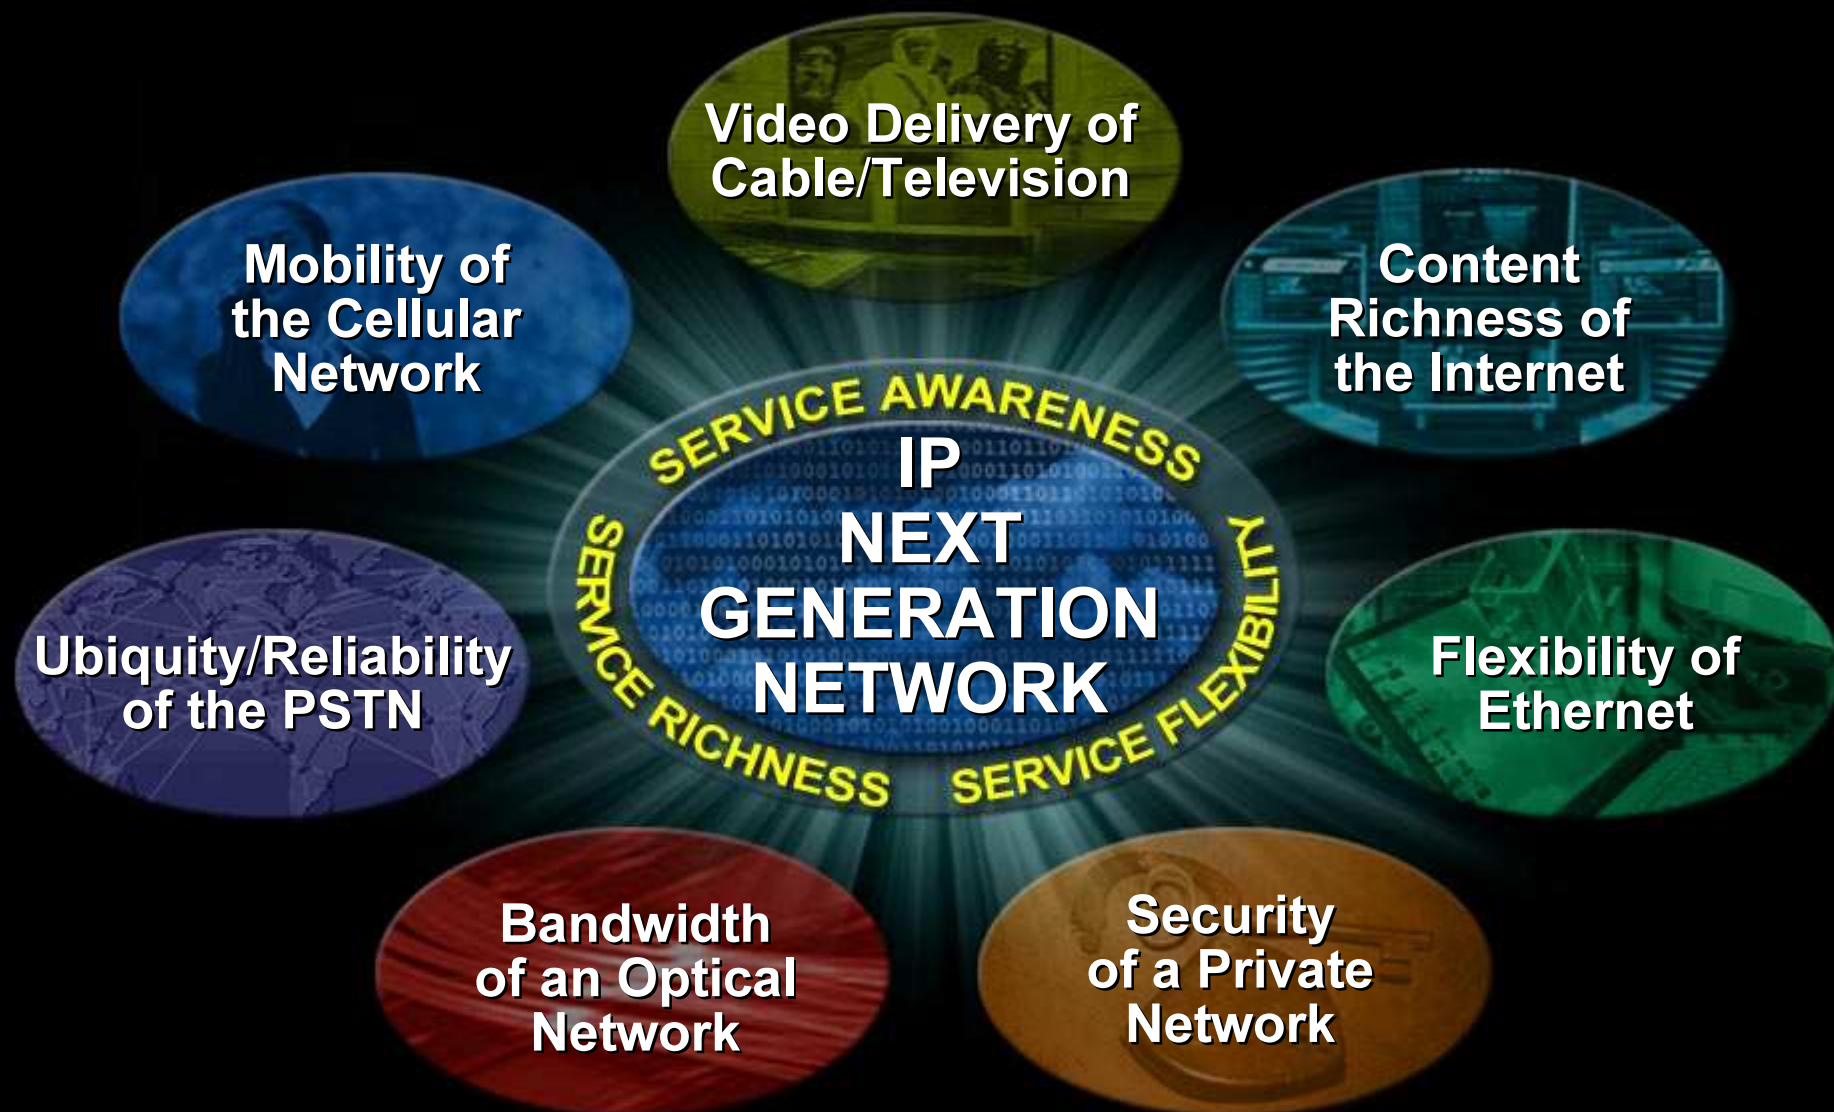 Video Delivery of
Cable/Television
Mobility of
the Cellular
Network
Content
Richness of
the Internet
SERVICE AWARENESS
IP
NEXT
GENERATION
NETWORK
SERVICE RICHNESS
SERVICE FLEXIBILITY
Ubiquity/Reliability
of the PSTN
Flexibility of
Ethernet
Bandwidth
of an Optical
Network
Security
of a Private
Network